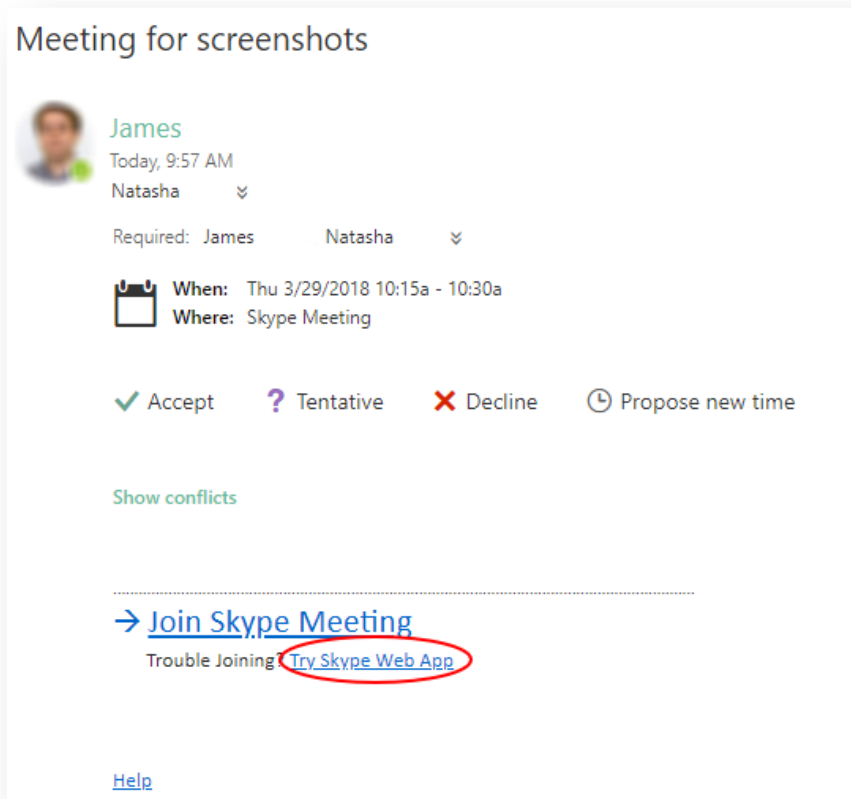 Meeting for screenshots
James
Today, 9:57 AM
Natasha
Required: James Natasha
When: Thu 3/29/2018 10:15a - 10:30a
Where: Skype Meeting
Accept ? Tentative Decline Propose new time
Show conflicts
Join Skype Meeting
Trouble Joining? Try Skype Web App
Help